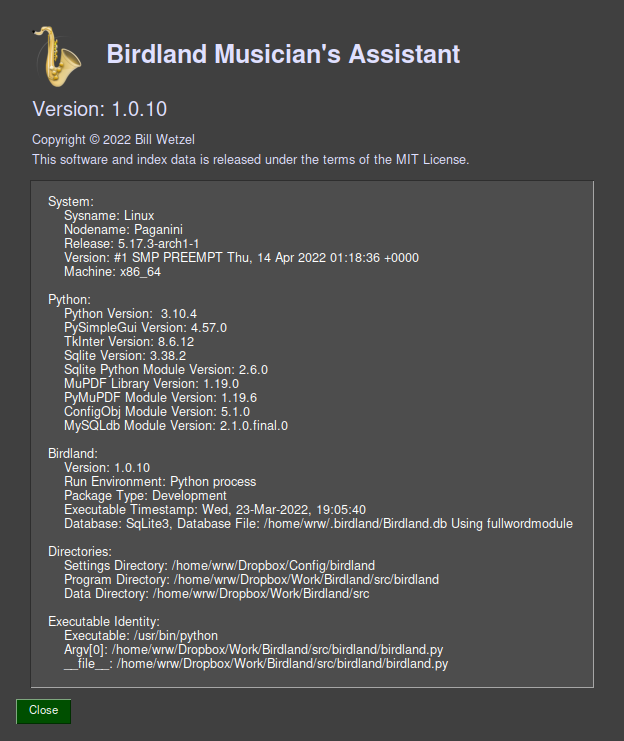 Birdland Musician's Assistant
Version: 1.0.10
Copyright © 2022 Bill Wetzel
This software and index data is released under the terms of the MIT License.
System:
Sysname: Linux
Nodename: Paganini
Release: 5.17.3-arch1-1
Version: #1 SMP PREEMPT Thu, 14 Apr 2022 01:18:36 +0000
Machine: x86_64
Python:
Python Version:  3.10.4
PySimpleGui Version: 4.57.0
TkInter Version: 8.6.12
Sqlite Version: 3.38.2
Sqlite Python Module Version: 2.6.0
MuPDF Library Version: 1.19.0
PyMuPDF Module Version: 1.19.6
ConfigObj Module Version: 5.1.0
MySQLdb Module Version: 2.1.0.final.0
Birdland:
Version: 1.0.10
Run Environment: Python process
Package Type: Development
Executable Timestamp: Wed, 23-Mar-2022, 19:05:40
Database: SqLite3, Database File: /home/wrw/.birdland/Birdland.db Using fullwordmodule
Directories:
Settings Directory: /home/wrw/Dropbox/Config/birdland
Program Directory: /home/wrw/Dropbox/Work/Birdland/src/birdland
Data Directory: /home/wrw/Dropbox/Work/Birdland/src
Executable Identity:
Executable: /usr/bin/python
Argv[0]: /home/wrw/Dropbox/Work/Birdland/src/birdland/birdland.py
__file__: /home/wrw/Dropbox/Work/Birdland/src/birdland/birdland.py
Close